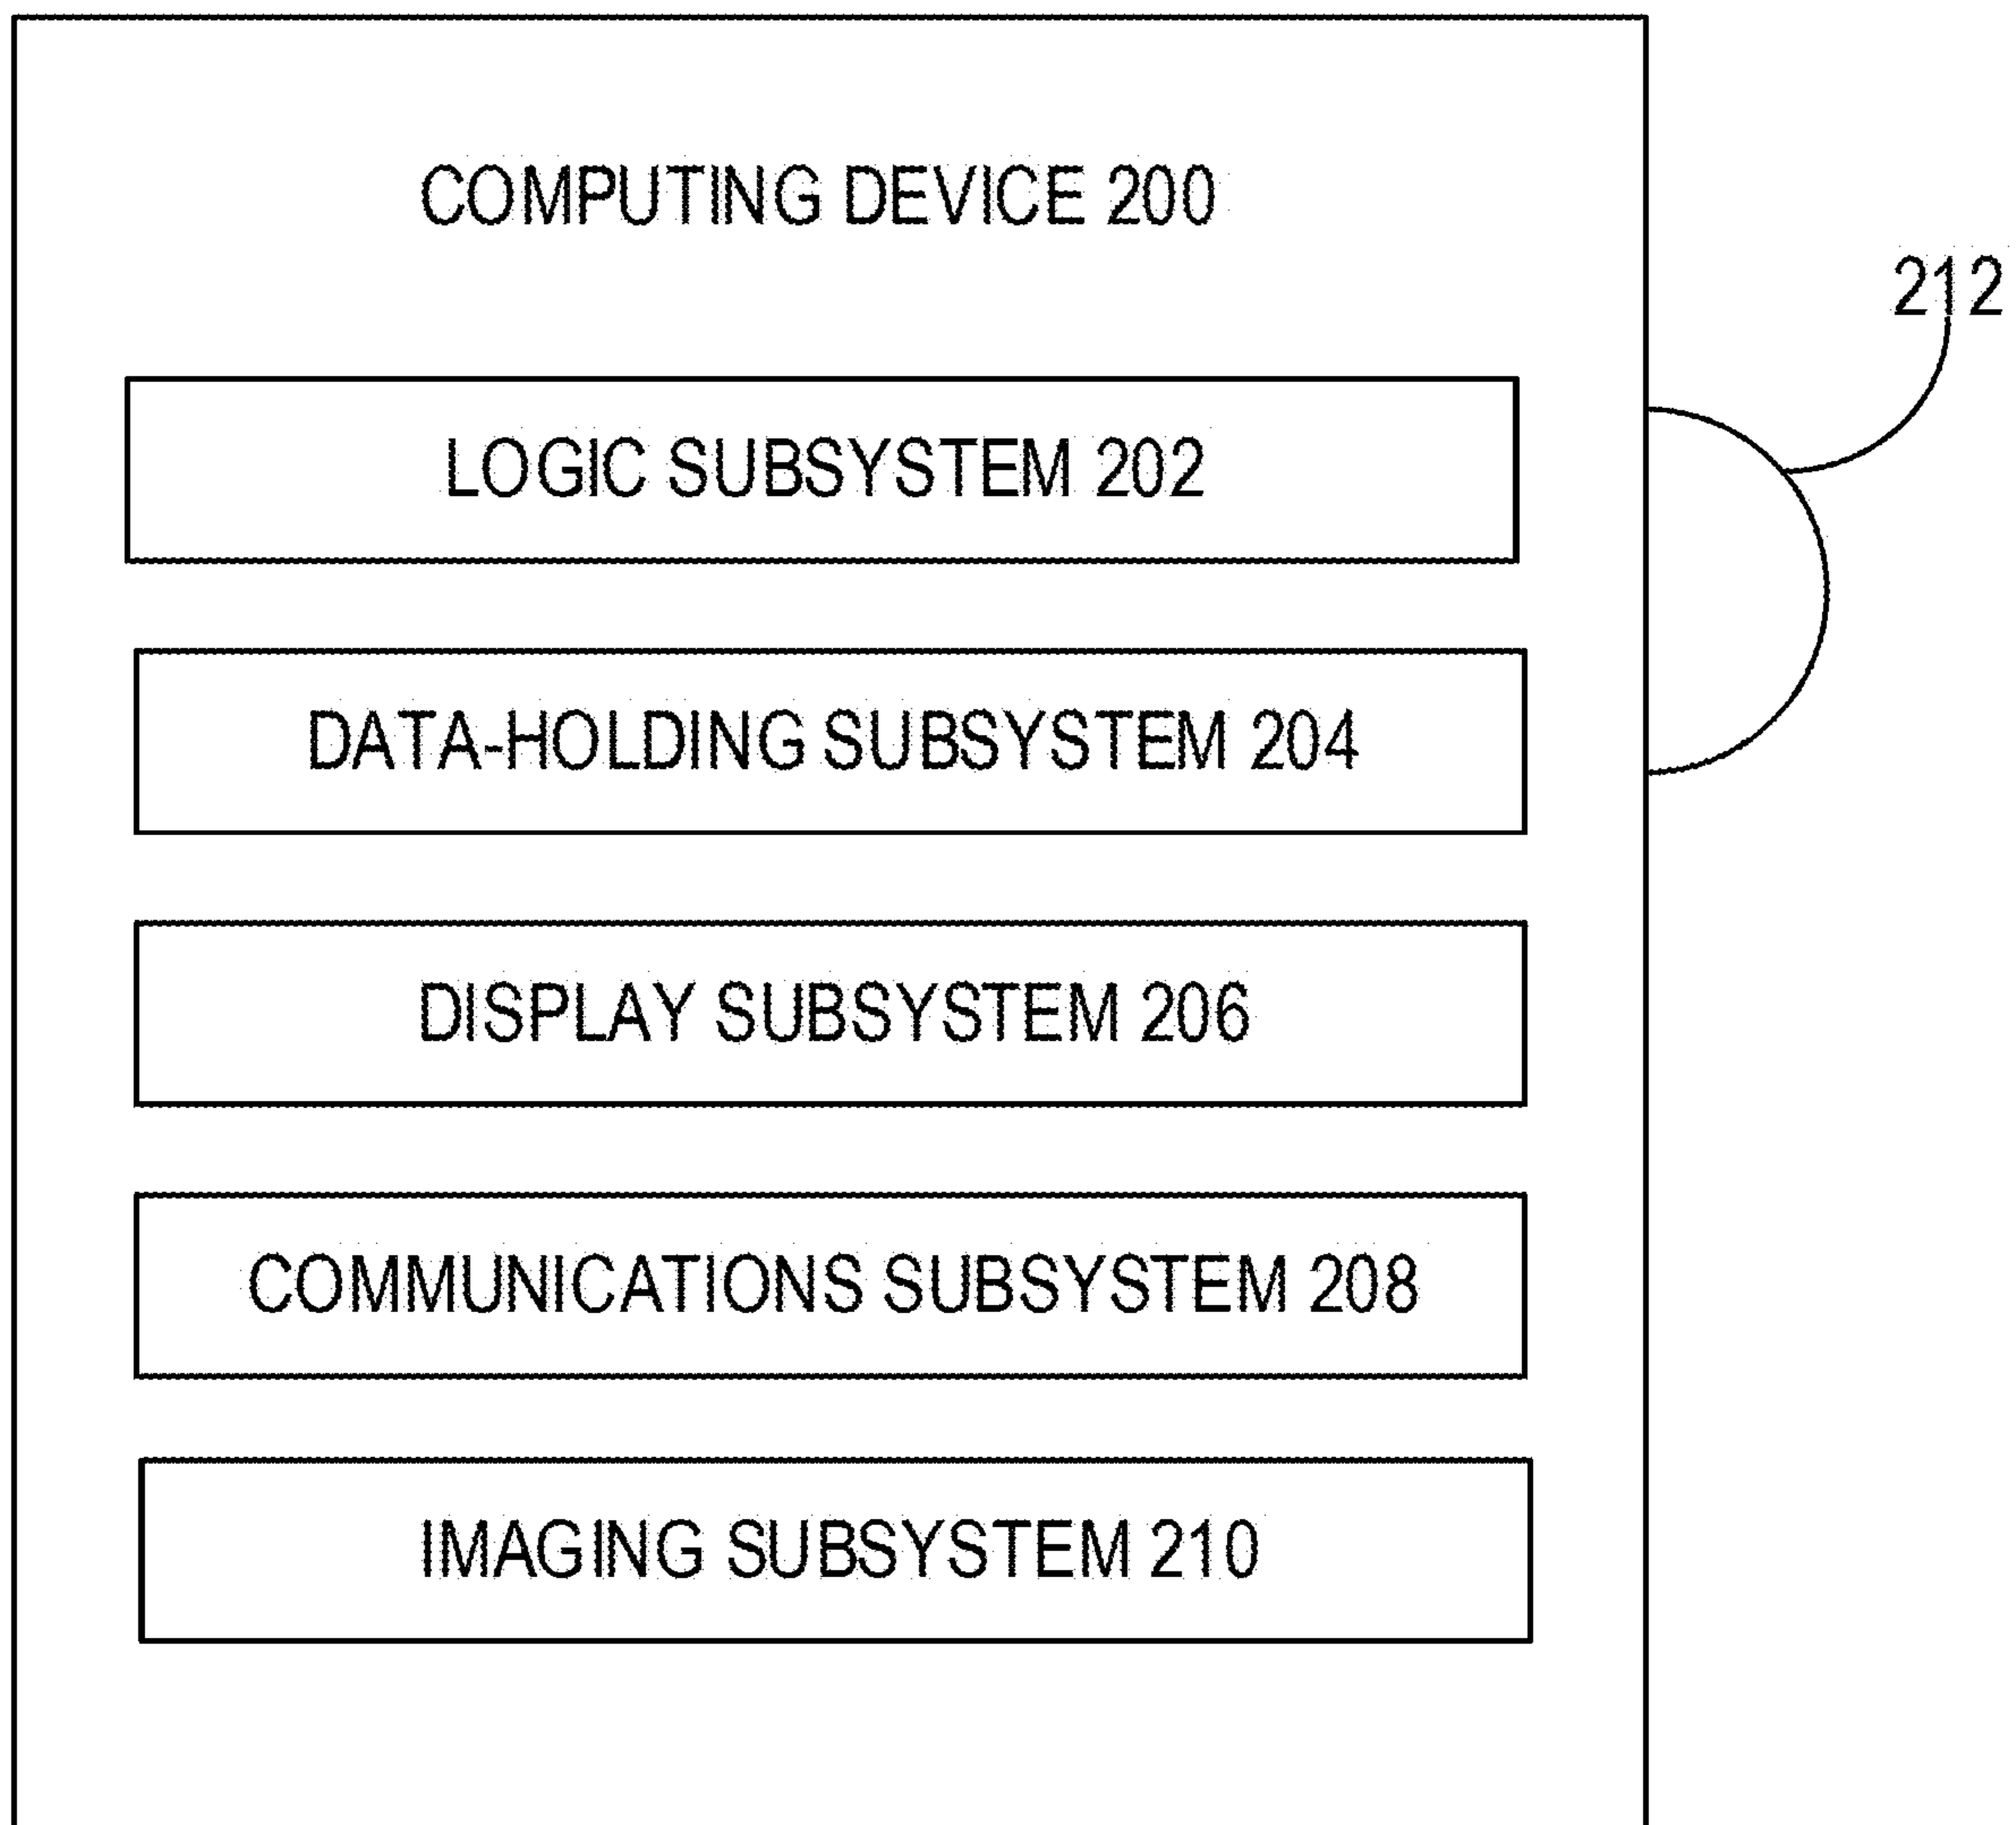 COMPUTING DEVICE 200
212
LOGIC SUBSYSTEM 202
DATA-HOLDING SUBSYSTEM 204
DISPLAY SUBSYSTEM 206
COMMUNICATIONS SUBSYSTEM 208
IMAGING SUBSYSTEM 210